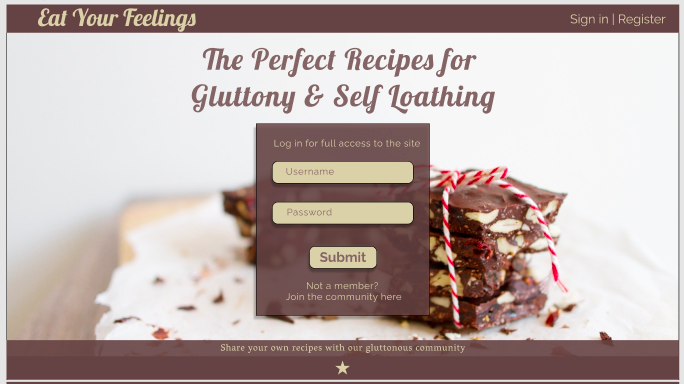 Eat Your Feelings
Sign in | Register
The Perfect Recipes for
Gluttony & Self Loathing
Log in for full access to the site
Username
Password
Submit
Not a member?
Join the community here
Share your own recipes with our gluttonous community